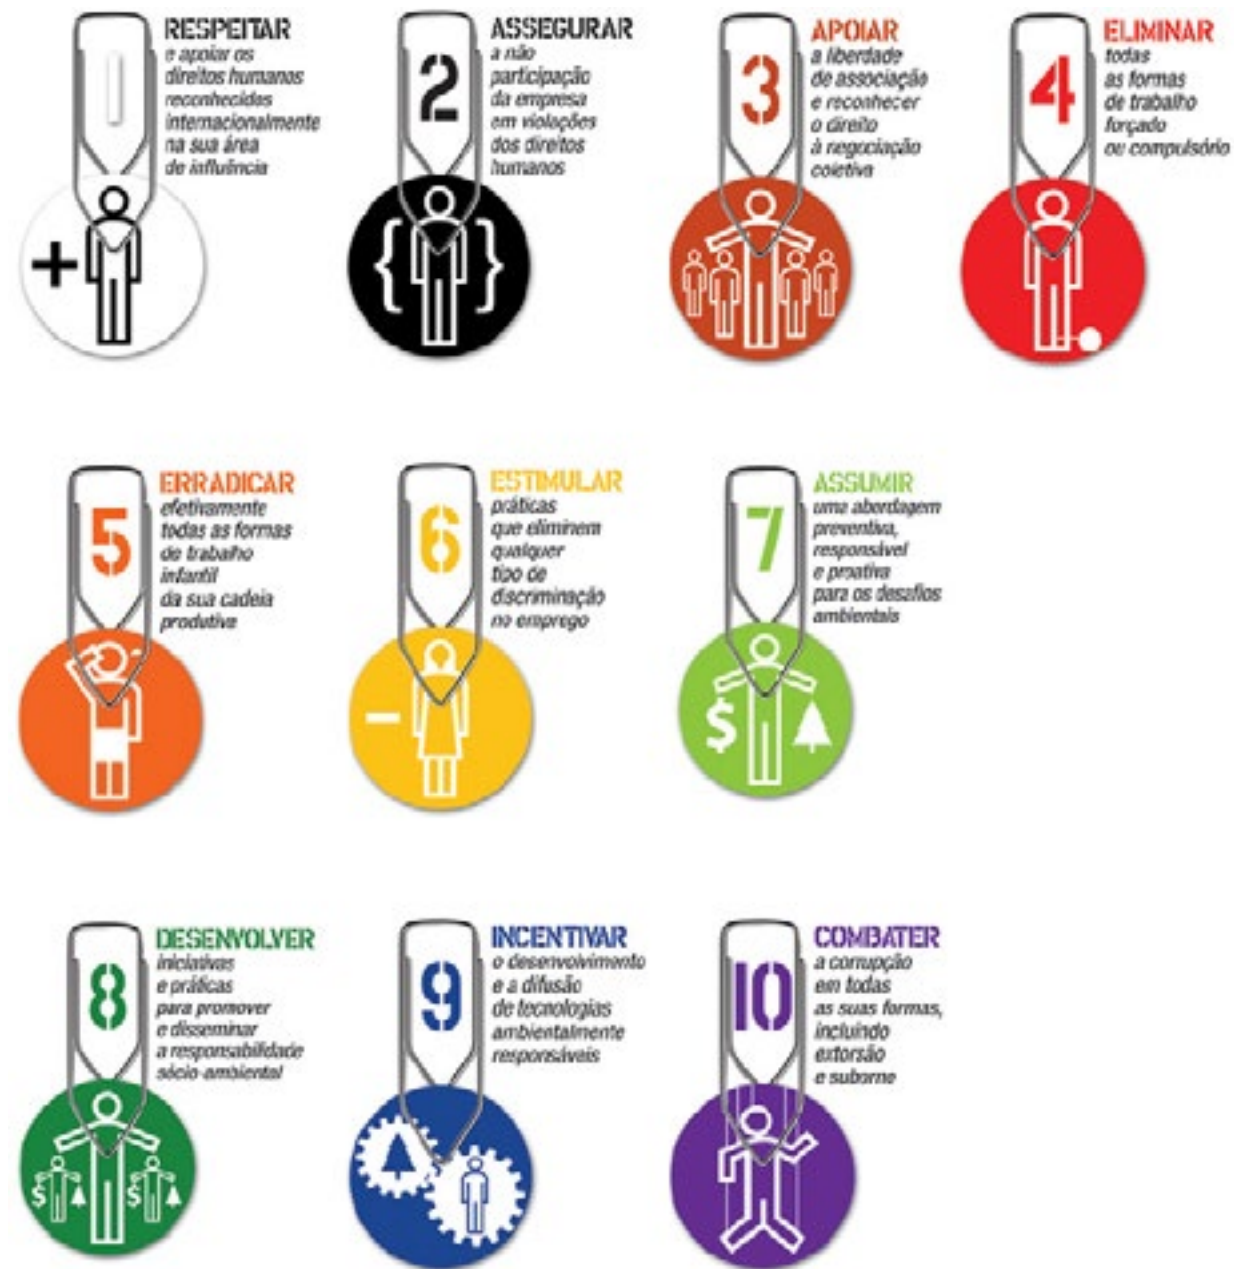 1
RESPEITAR
e apoiar os
direitos humanos
reconhecidos
internacionalmente
na sua área
de influência
+
2
ASSEGURAR
a não
participação
da empresa
em violações
dos direitos
humanos
{ }
3
APOIAR
a liberdade
de associação
e reconhecer
o direito
à negociação
coletiva
4
ELIMINAR
todas
as formas
de trabalho
forçado
ou compulsório
5
ERRADICAR
efetivamente
todas as formas
de trabalho
infantil
da sua cadeia
produtiva
6
ESTIMULAR
práticas
que eliminem
qualquer
tipo de
discriminação
no emprego
-
7
ASSUMIR
uma abordagem
preventiva,
responsável
e proativa
para os desafios
ambientais
$
8
DESENVOLVER
iniciativas
e práticas
para promover
e disseminar
a responsabilidade
sócio-ambiental
$ $
9
INCENTIVAR
o desenvolvimento
e a difusão
de tecnologias
ambientalmente
responsáveis
10
COMBATER
a corrupção
em todas
as suas formas,
incluindo
extorsão
e suborno